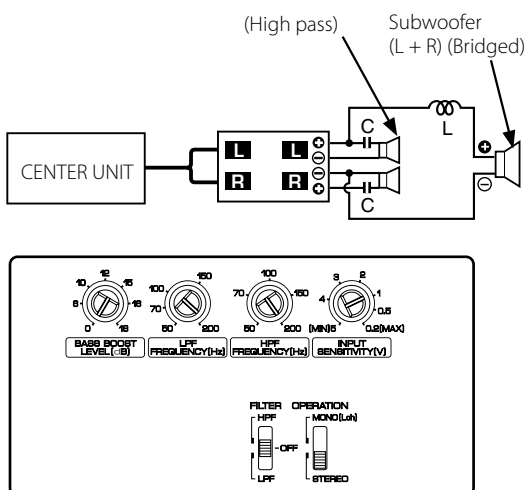 (High pass)
Subwoofer
(L + R) (Bridged)
CENTER UNIT
L L ⊕
⊖
R R ⊖
⊕
C
C
L
⊕
⊖
10 12 15
6 18
0 18
BASS BOOST
LEVEL(dB)
100 150
70
50 200
LPF
FREQUENCY(Hz)
100
70 150
50 200
HPF
FREQUENCY(Hz)
3 2
4 1
0.5
(MIN)5 0.2(MAX)
INPUT
SENSITIVITY(V)
FILTER OPERATION
HPF MONO(Lch)
OFF
LPF STEREO